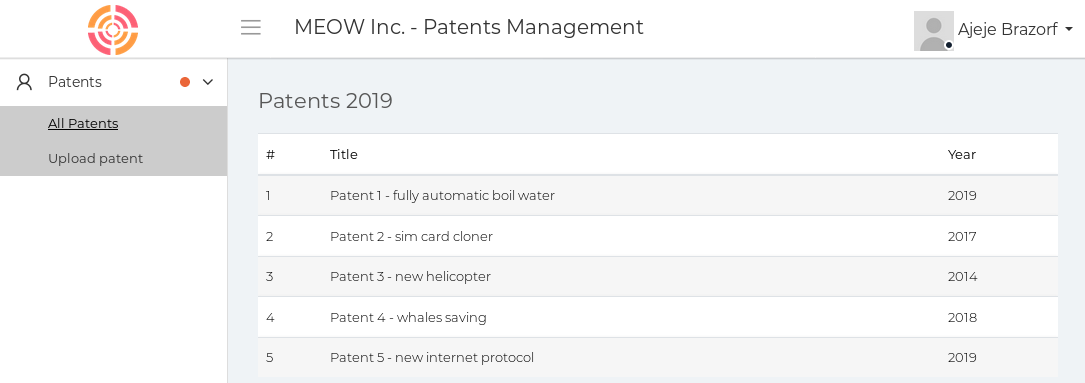 MEOW Inc. - Patents Management
Ajeje Brazorf
Patents
All Patents
Upload patent
Patents 2019
# Title Year
1 Patent 1 - fully automatic boil water 2019
2 Patent 2 - sim card cloner 2017
3 Patent 3 - new helicopter 2014
4 Patent 4 - whales saving 2018
5 Patent 5 - new internet protocol 2019